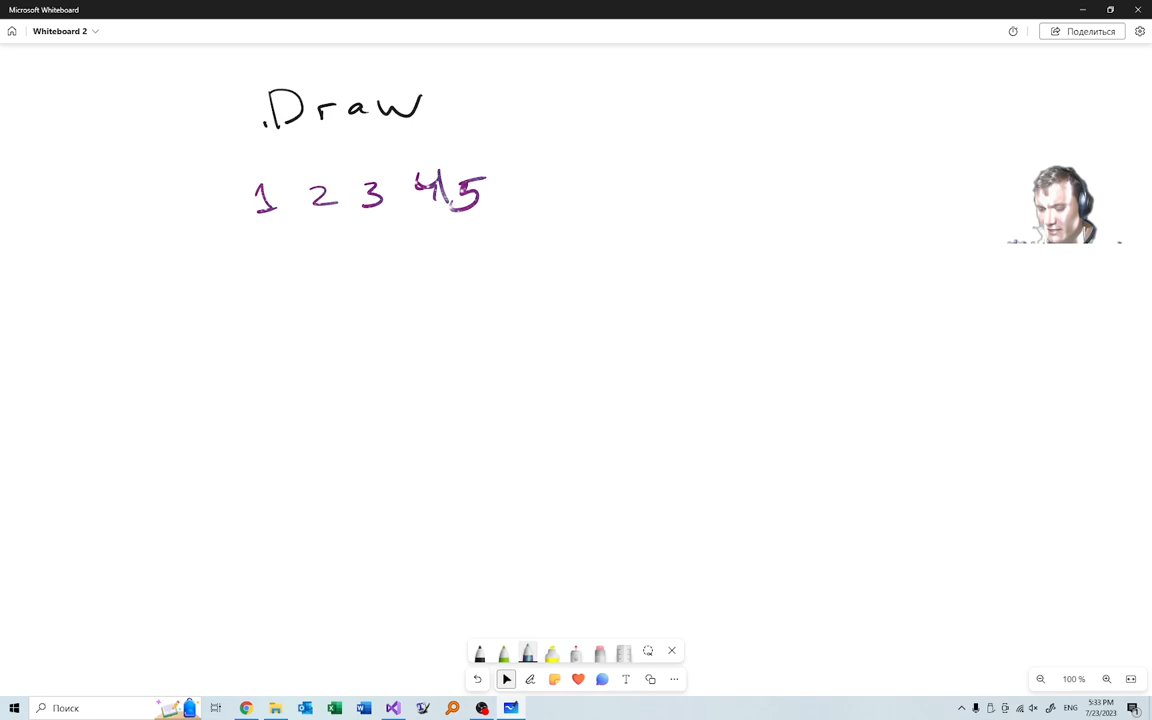 Microsoft Whiteboard
Whiteboard 2
Поделиться
.Draw
1 2 3 4 5
100 %
Поиск
ENG
5:33 PM
7/23/2023